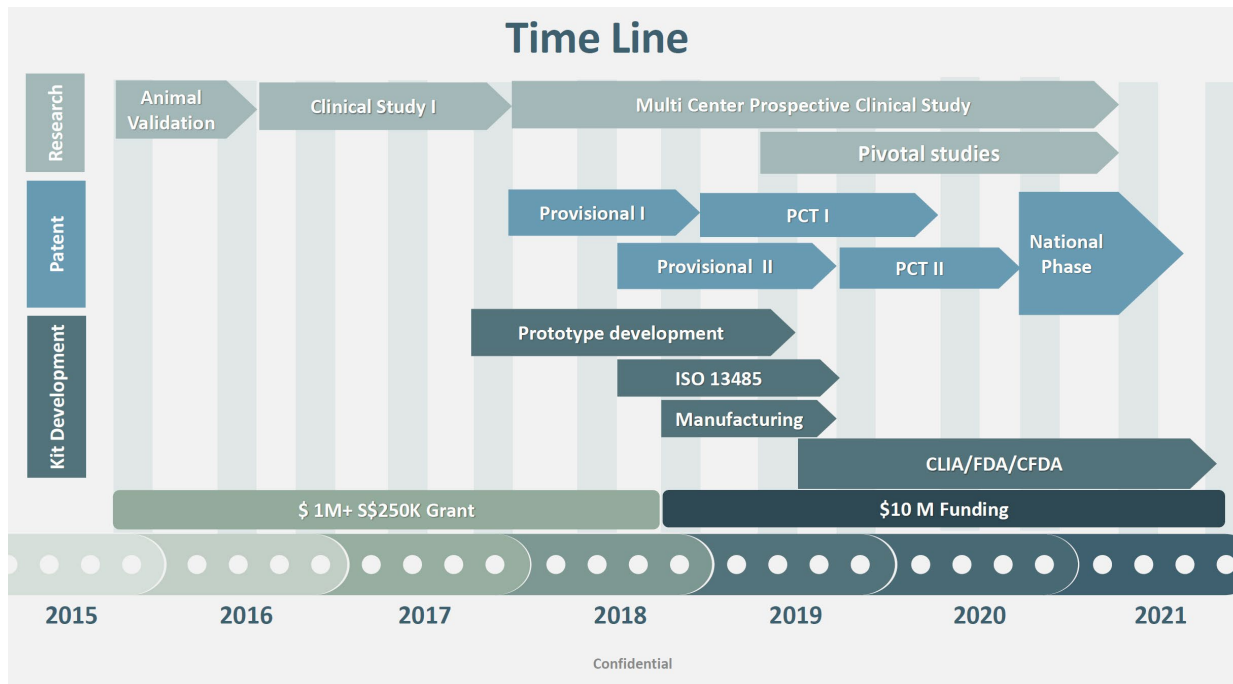 Time Line
Research
Animal
Validation
Clinical Study I
Multi Center Prospective Clinical Study
Pivotal studies
Patent
Provisional I
PCT I
Provisional II
PCT II
National
Phase
Kit Development
Prototype development
ISO 13485
Manufacturing
CLIA/FDA/CFDA
$ 1M+ S$250K Grant
$10 M Funding
2015
2016
2017
2018
2019
2020
2021
Confidential